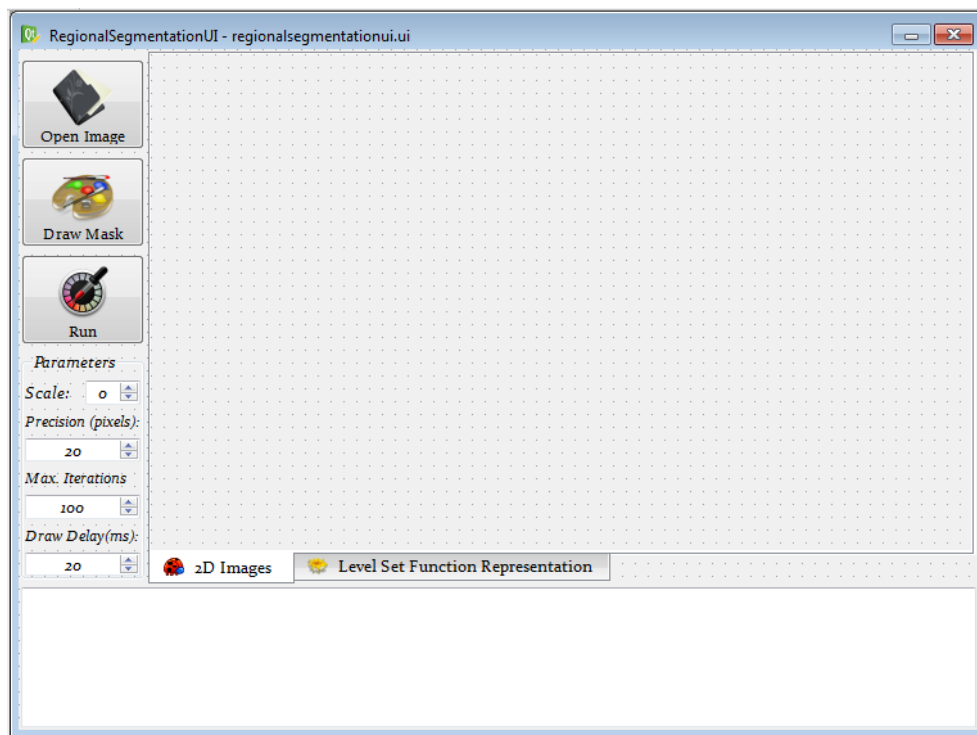 RegionalSegmentationUI - regionalsegmentationui.ui
Open Image
Draw Mask
Run
Parameters
Scale: 0
Precision (pixels):
20
Max. Iterations
100
Draw Delay(ms):
20
2D Images Level Set Function Representation